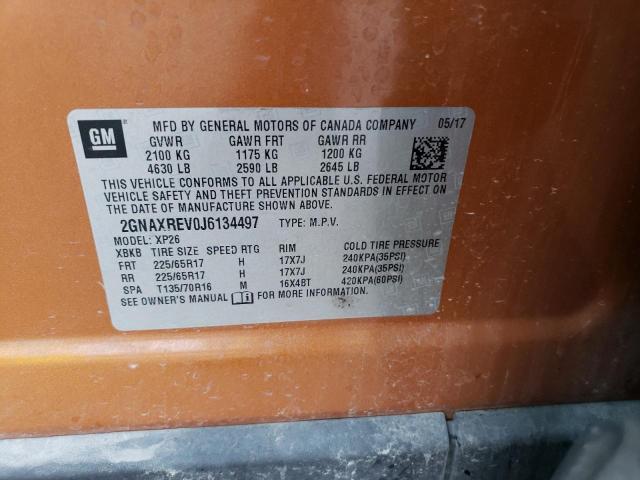 GM
MFD BY GENERAL MOTORS OF CANADA COMPANY 05/17
GVWR GAWR FRT GAWR RR
2100 KG 1175 KG 1200 KG
4630 LB 2590 LB 2645 LB
THIS VEHICLE CONFORMS TO ALL APPLICABLE U.S. FEDERAL MOTOR
VEHICLE SAFETY AND THEFT PREVENTION STANDARDS IN EFFECT ON
THE DATE OF MANUFACTURE SHOWN ABOVE.
2GNAXREV0J6134497 TYPE: M.P.V.
MODEL: XP26
XBKB TIRE SIZE SPEED RTG RIM COLD TIRE PRESSURE
FRT 225/65R17 H 17X7J 240KPA(35PSI)
RR 225/65R17 H 17X7J 240KPA(35PSI)
SPA T135/70R16 M 16X4BT 420KPA(60PSI)
SEE OWNER'S MANUAL FOR MORE INFORMATION.